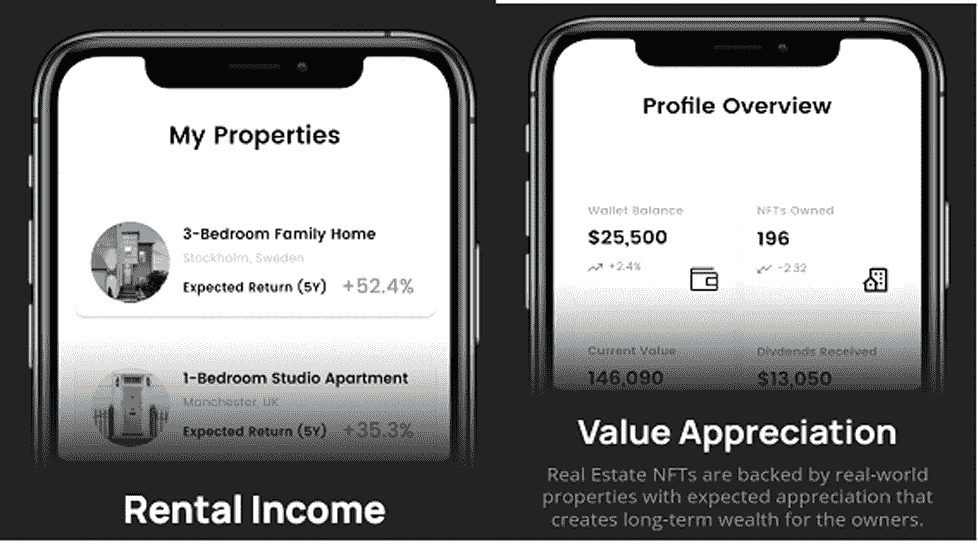 My Properties
3-Bedroom Family Home
Stockholm, Sweden
Expected Return (5Y) +52.4%
1-Bedroom Studio Apartment
Manchester, UK
Expected Return (5Y) +35.3%
Rental Income
Profile Overview
Wallet Balance NFTs Owned
$25,500 196
+2.4% -2.32
Current Value Divdends Received
146,090 $13,050
Value Appreciation
Real Estate NFTs are backed by real-world
properties with expected appreciation that
creates long-term wealth for the owners.